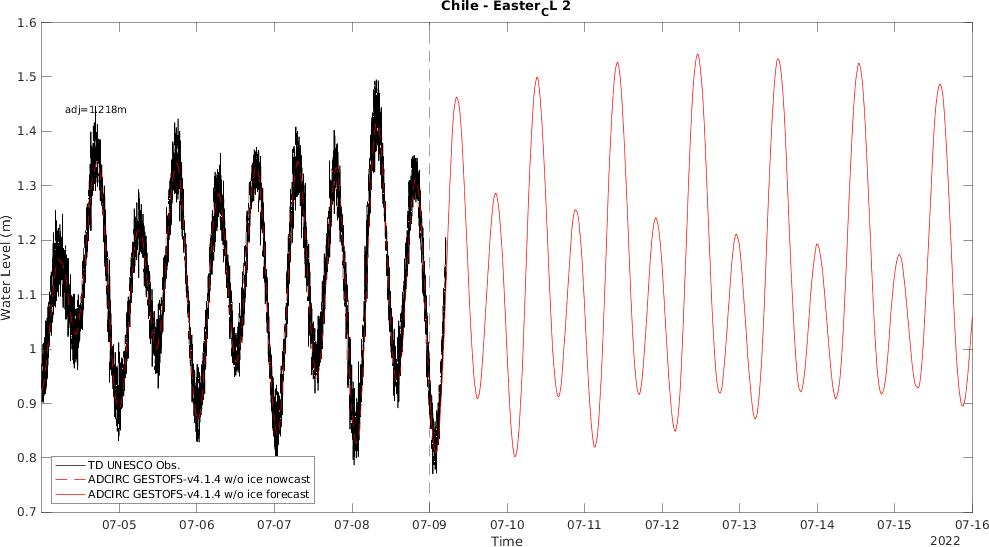 Chile - Easter_CL 2
1.6
1.5
1.4
1.3
1.2
1.1
1
0.9
0.8
0.7
Water Level (m)
adj=1.218m
TD UNESCO Obs.
ADCIRC GESTOFS-v4.1.4 w/o ice nowcast
ADCIRC GESTOFS-v4.1.4 w/o ice forecast
07-05 07-06 07-07 07-08 07-09 07-10 07-11 07-12 07-13 07-14 07-15 07-16
Time
2022